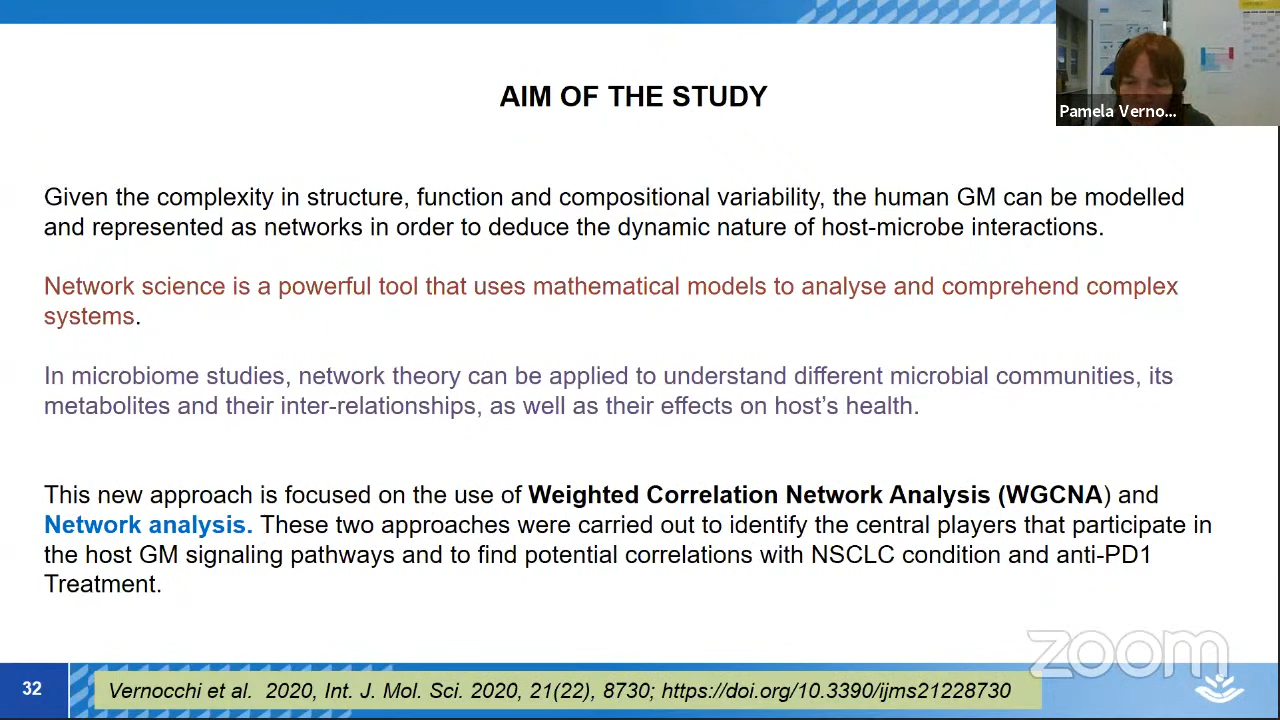 AIM OF THE STUDY
Pamela Verno...
Given the complexity in structure, function and compositional variability, the human GM can be modelled
and represented as networks in order to deduce the dynamic nature of host-microbe interactions.
Network science is a powerful tool that uses mathematical models to analyse and comprehend complex
systems.
In microbiome studies, network theory can be applied to understand different microbial communities, its
metabolites and their inter-relationships, as well as their effects on host’s health.
This new approach is focused on the use of Weighted Correlation Network Analysis (WGCNA) and
Network analysis. These two approaches were carried out to identify the central players that participate in
the host GM signaling pathways and to find potential correlations with NSCLC condition and anti-PD1
Treatment.
zoom
32
Vernocchi et al.  2020, Int. J. Mol. Sci. 2020, 21(22), 8730; https://doi.org/10.3390/ijms21228730